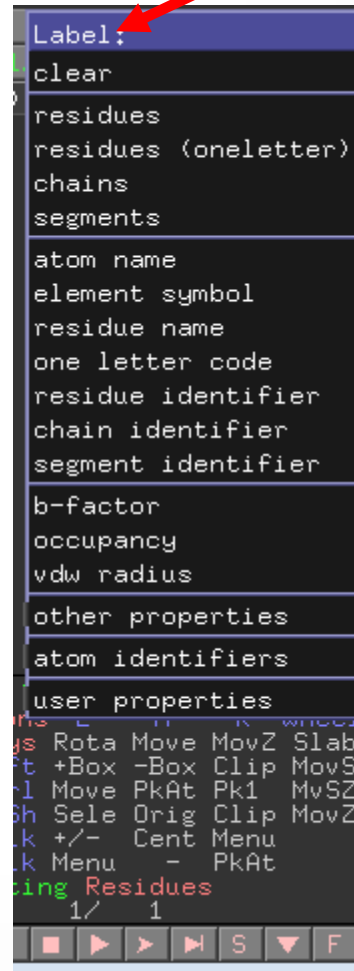 Label:
clear
residues
residues (oneletter)
chains
segments
atom name
element symbol
residue name
one letter code
residue identifier
chain identifier
segment identifier
b-factor
occupancy
vdw radius
other properties
atom identifiers
user properties
Rota Move MovZ Slab
+Box -Box Clip MovS
Move PkAt Pk1 MvSZ
Sele Orig Clip MovZ
+/- Cent Menu
Menu - PkAt
Residues
1/ 1
S F